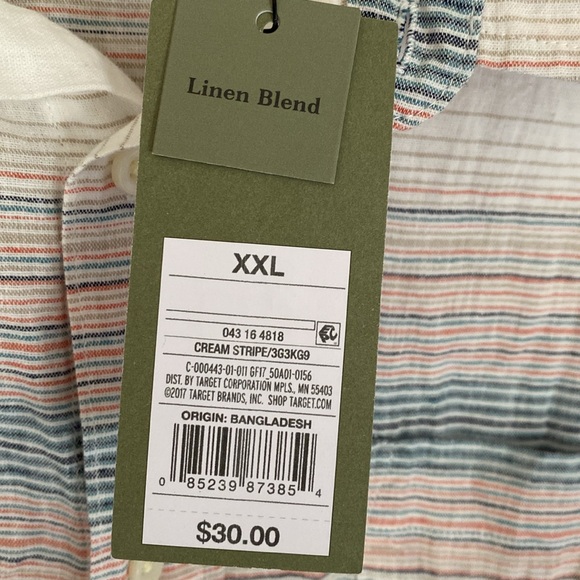 Linen Blend
XXL
043 16 4818
CREAM STRIPE/3G3KG9
C-000443-01-011 GF17_50A01-0156
DIST. BY TARGET CORPORATION MPLS., MN 55403
©2017 TARGET BRANDS, INC. SHOP TARGET.COM
ORIGIN: BANGLADESH
0 85239 87385 4
$30.00